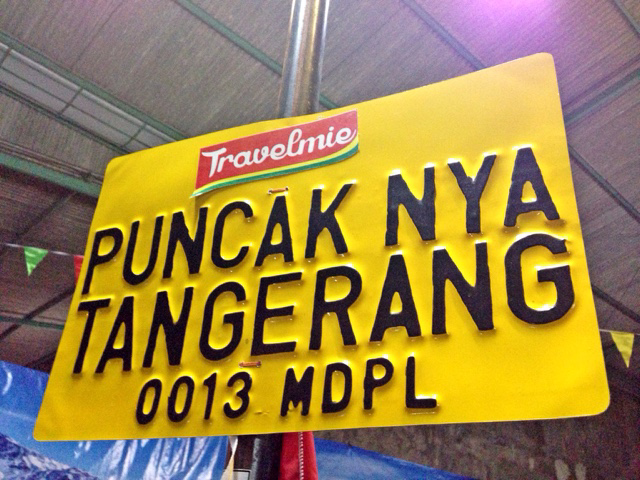 Travelmie
PUNCAK NYA
TANGERANG
0013 MDPL